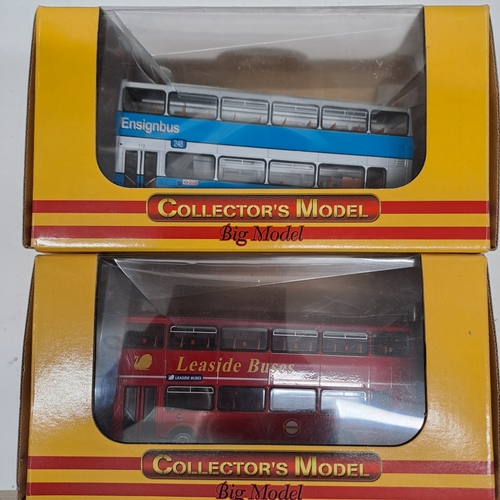 Ensignbus
248
COLLECTOR'S MODEL
Big Model
Leaside Buses
LEASIDE BUSES
COLLECTOR'S MODEL
Big Model